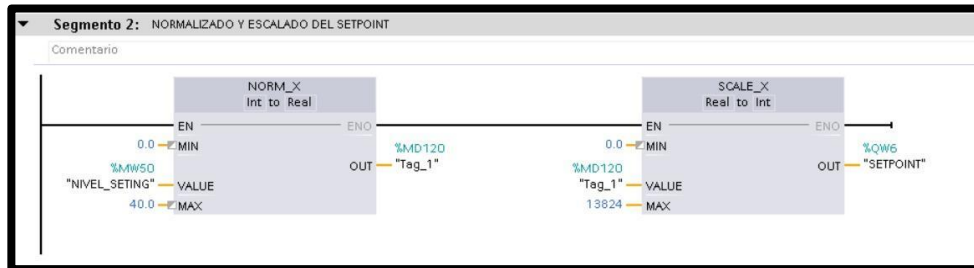 Segmento 2: NORMALIZADO Y ESCALADO DEL SETPOINT
Comentario
NORM_X
Int to Real
EN ENO
0.0 MIN
%MW50
"NIVEL_SETING" VALUE
40.0 MAX
%MD120
OUT "Tag_1"
SCALE_X
Real to Int
EN ENO
0.0 MIN
%MD120
"Tag_1" VALUE
13824 MAX
%QW6
OUT "SETPOINT"